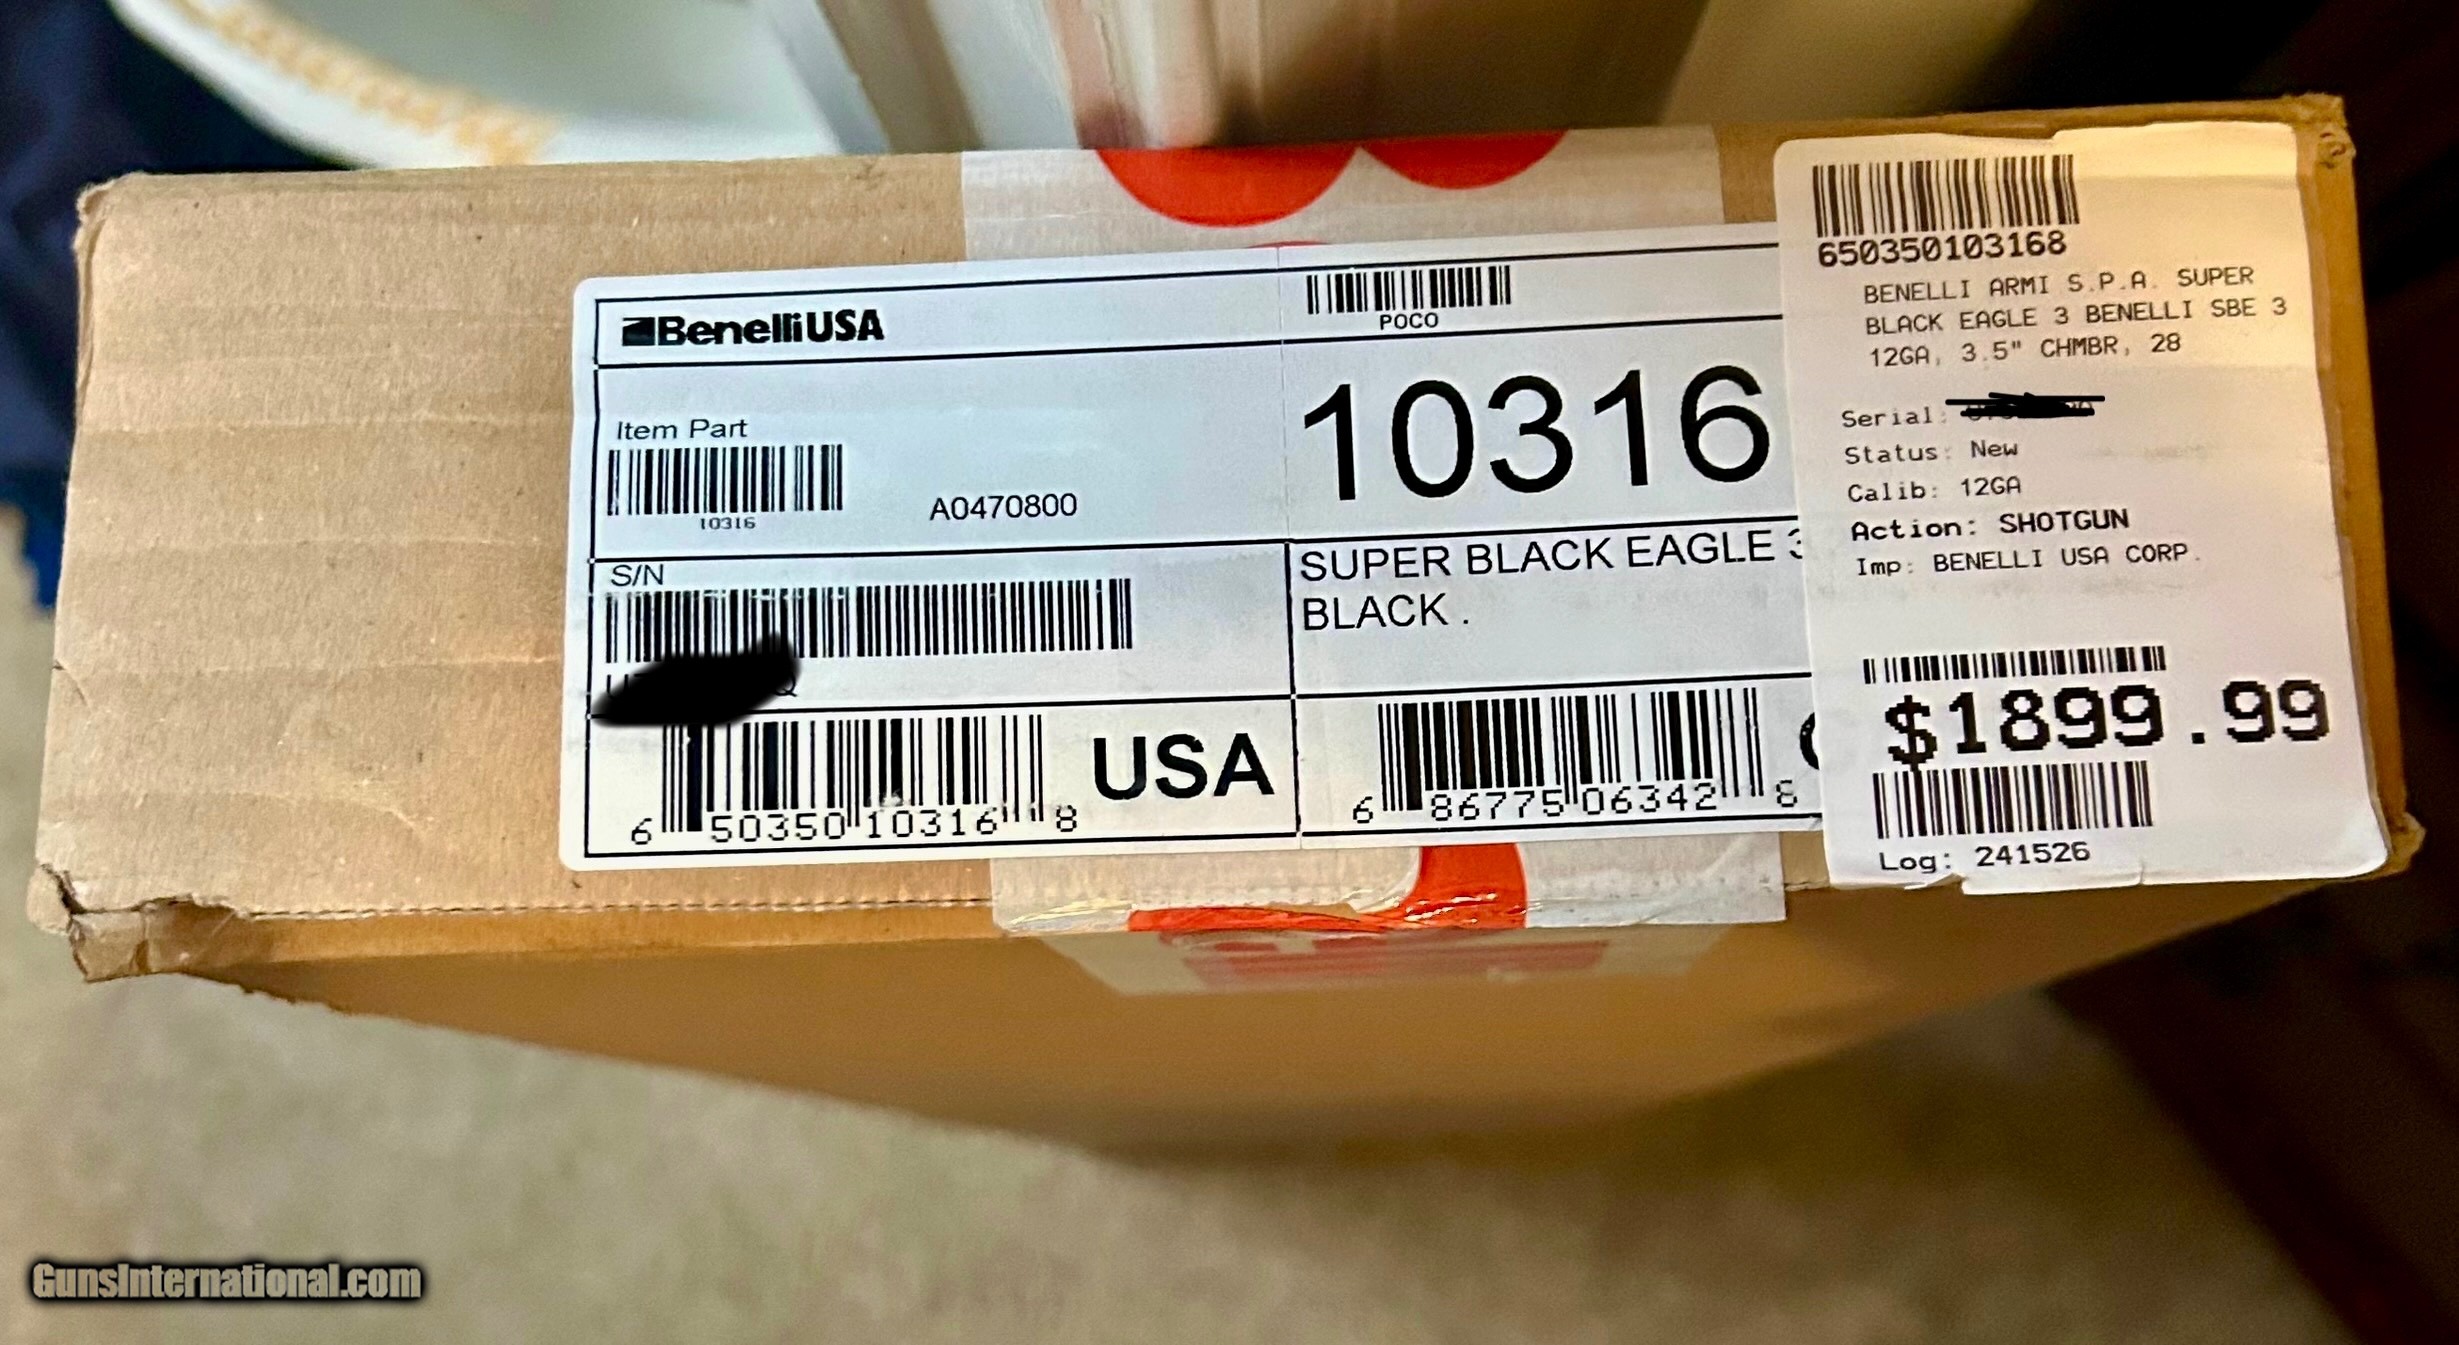 BenelliUSA
POCO
Item Part
10316
A0470800
10316
S/N
SUPER BLACK EAGLE 3
BLACK .
6 50350 10316 8
USA
6 86775 06342 8
650350103168
BENELLI ARMI S.P.A. SUPER
BLACK EAGLE 3 BENELLI SBE 3
12GA, 3.5" CHMBR, 28
Serial:
Status: New
Calib: 12GA
Action: SHOTGUN
Imp: BENELLI USA CORP.
$1899.99
Log: 241526
GunsInternational.com